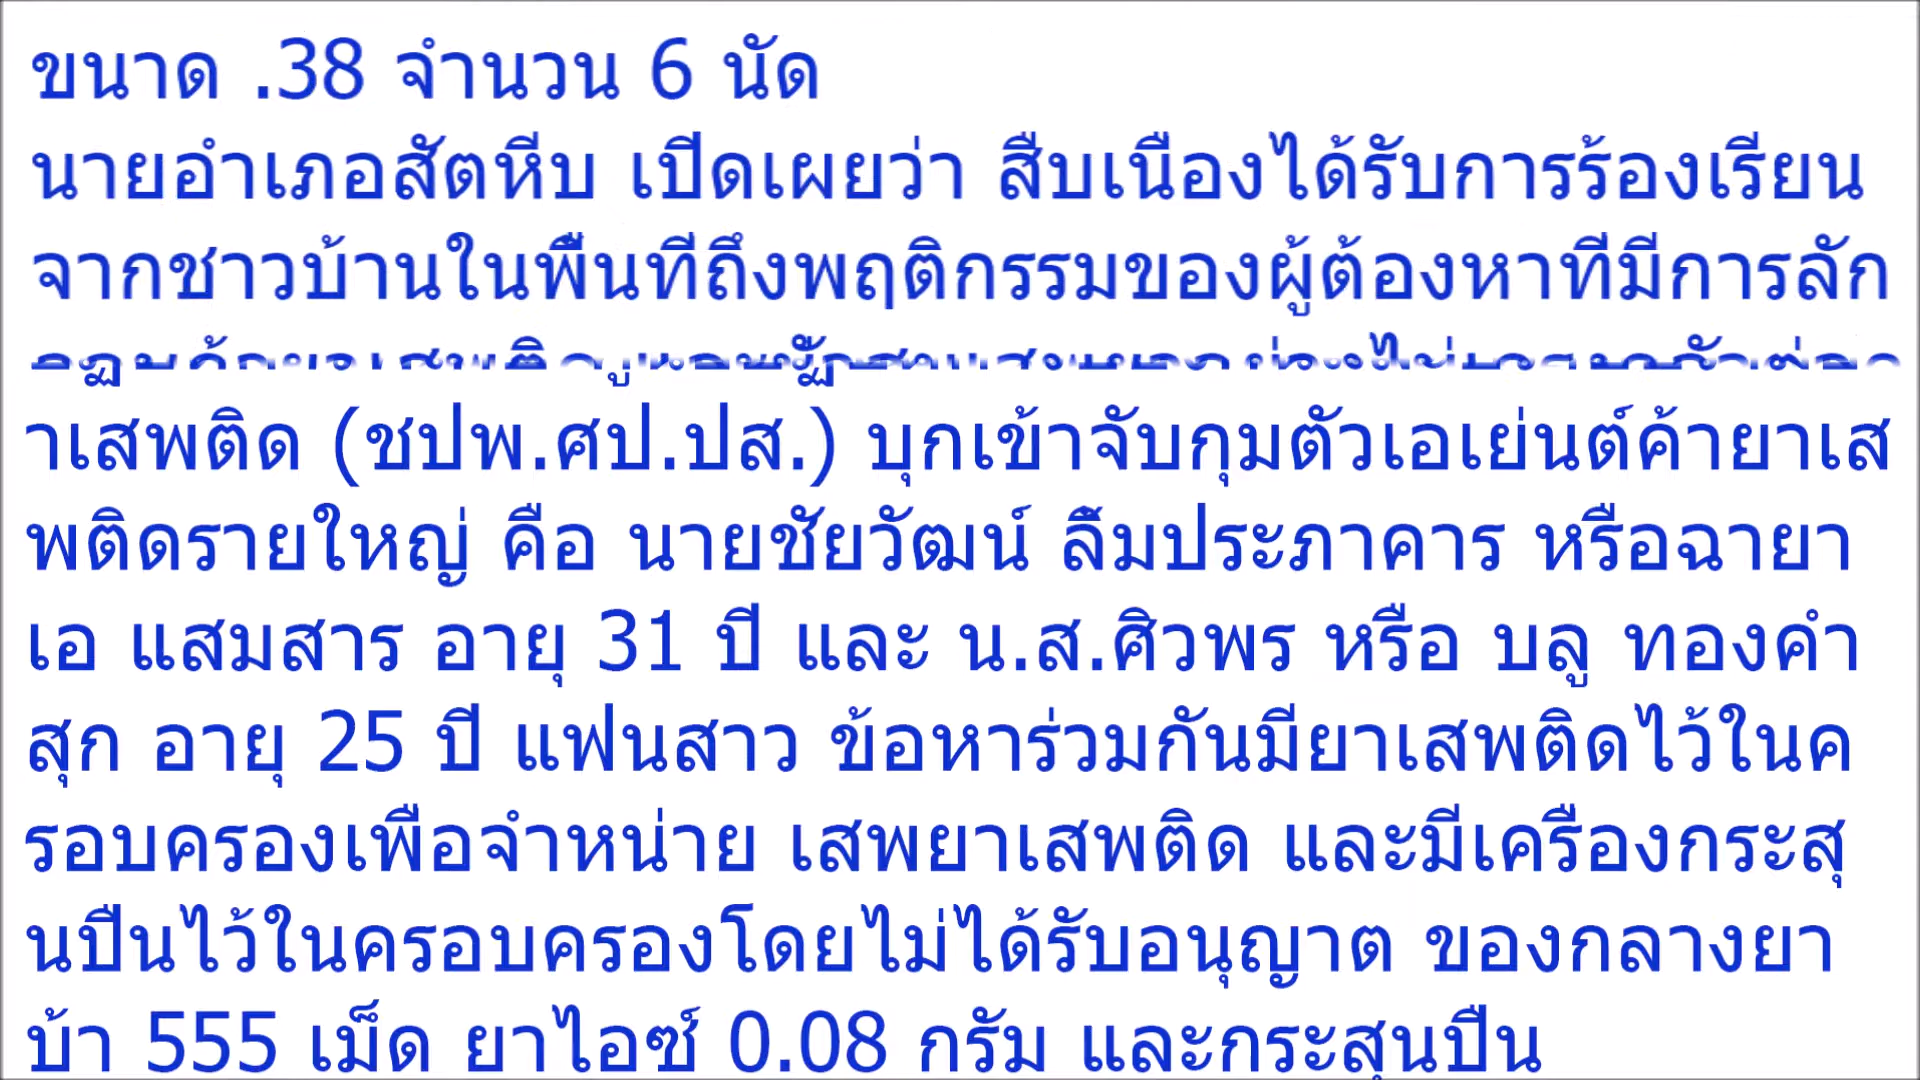 ขนาด .38 จำนวน 6 นัด
นายอำเภอสัตหีบ เปิดเผยว่า สืบเนื่องได้รับการร้องเรียน
จากชาวบ้านในพื้นที่ถึงพฤติกรรมของผู้ต้องหาที่มีการลัก
าเสพติด (ชปพ.ศป.ปส.) บุกเข้าจับกุมตัวเอเย่นต์ค้ายาเส
พติดรายใหญ่ คือ นายชัยวัฒน์ ลิ้มประภาคาร หรือฉายา
เอ แสมสาร อายุ 31 ปี และ น.ส.ศิวพร หรือ บลู ทองคำ
สุก อายุ 25 ปี แฟนสาว ข้อหาร่วมกันมียาเสพติดไว้ในค
รอบครองเพื่อจำหน่าย เสพยาเสพติด และมีเครื่องกระสุ
นปืนไว้ในครอบครองโดยไม่ได้รับอนุญาต ของกลางยา
บ้า 555 เม็ด ยาไอซ์ 0.08 กรัม และกระสุนปืน